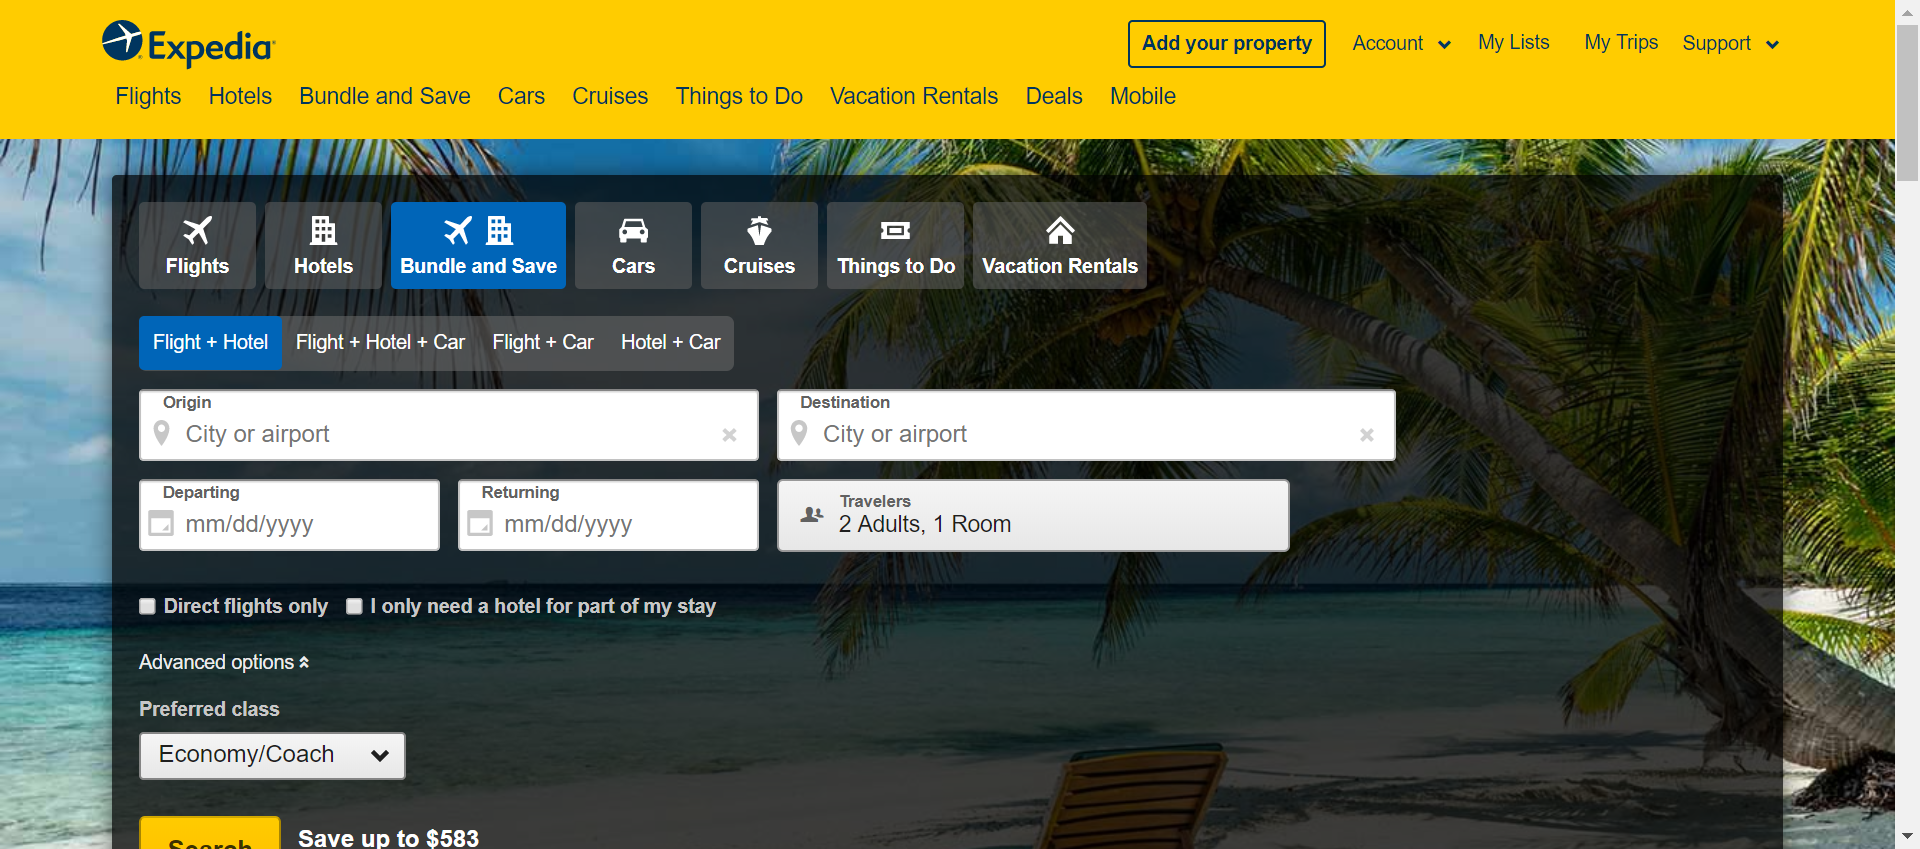 Expedia
Add your property
Account
My Lists
My Trips
Support
Flights Hotels Bundle and Save Cars Cruises Things to Do Vacation Rentals Deals Mobile
Flights Hotels Bundle and Save Cars Cruises Things to Do Vacation Rentals
Flight + Hotel Flight + Hotel + Car Flight + Car Hotel + Car
Origin
City or airport
Destination
City or airport
Departing
mm/dd/yyyy
Returning
mm/dd/yyyy
Travelers
2 Adults, 1 Room
Direct flights only I only need a hotel for part of my stay
Advanced options
Preferred class
Economy/Coach
Search
Save up to $583